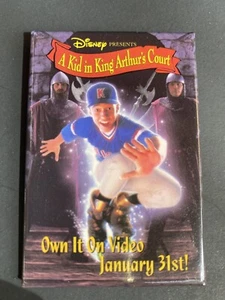 Disney PRESENTS
A Kid in King Arthur's Court
K
Own It On Video
January 31st!